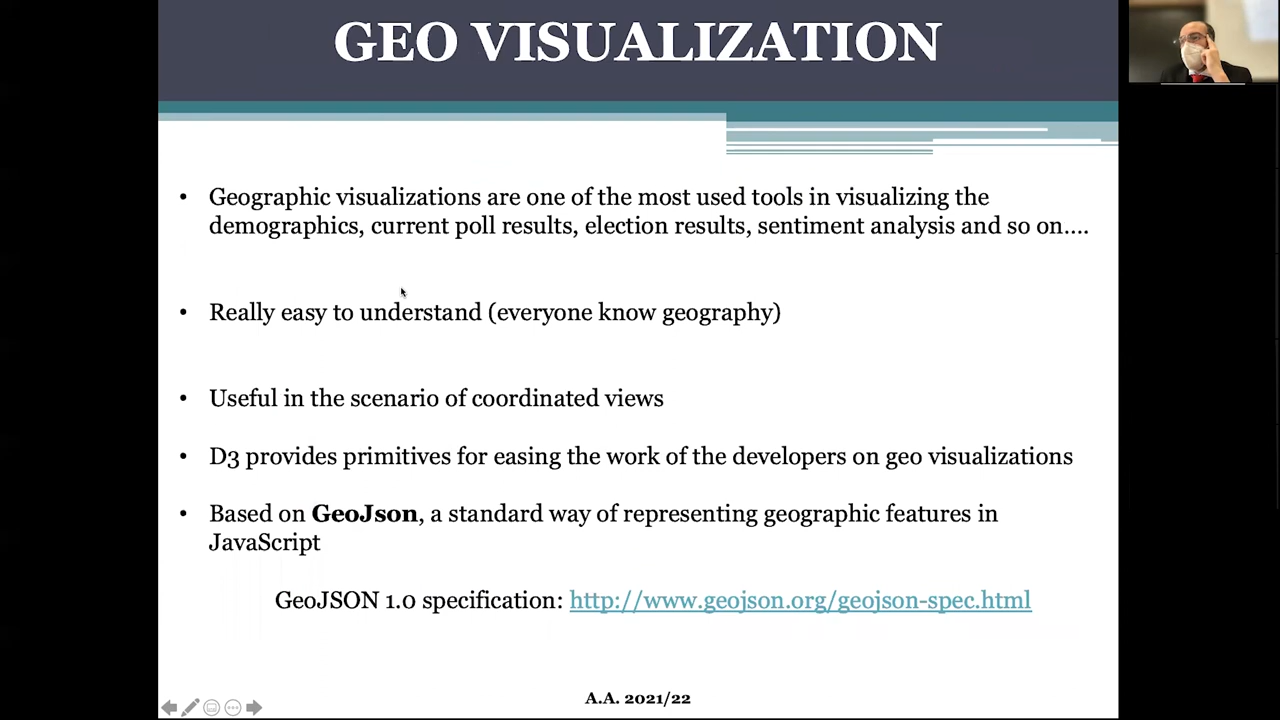 GEO VISUALIZATION
• Geographic visualizations are one of the most used tools in visualizing the
demographics, current poll results, election results, sentiment analysis and so on....
• Really easy to understand (everyone know geography)
• Useful in the scenario of coordinated views
• D3 provides primitives for easing the work of the developers on geo visualizations
• Based on GeoJson, a standard way of representing geographic features in
JavaScript
GeoJSON 1.0 specification: http://www.geojson.org/geojson-spec.html
A.A. 2021/22